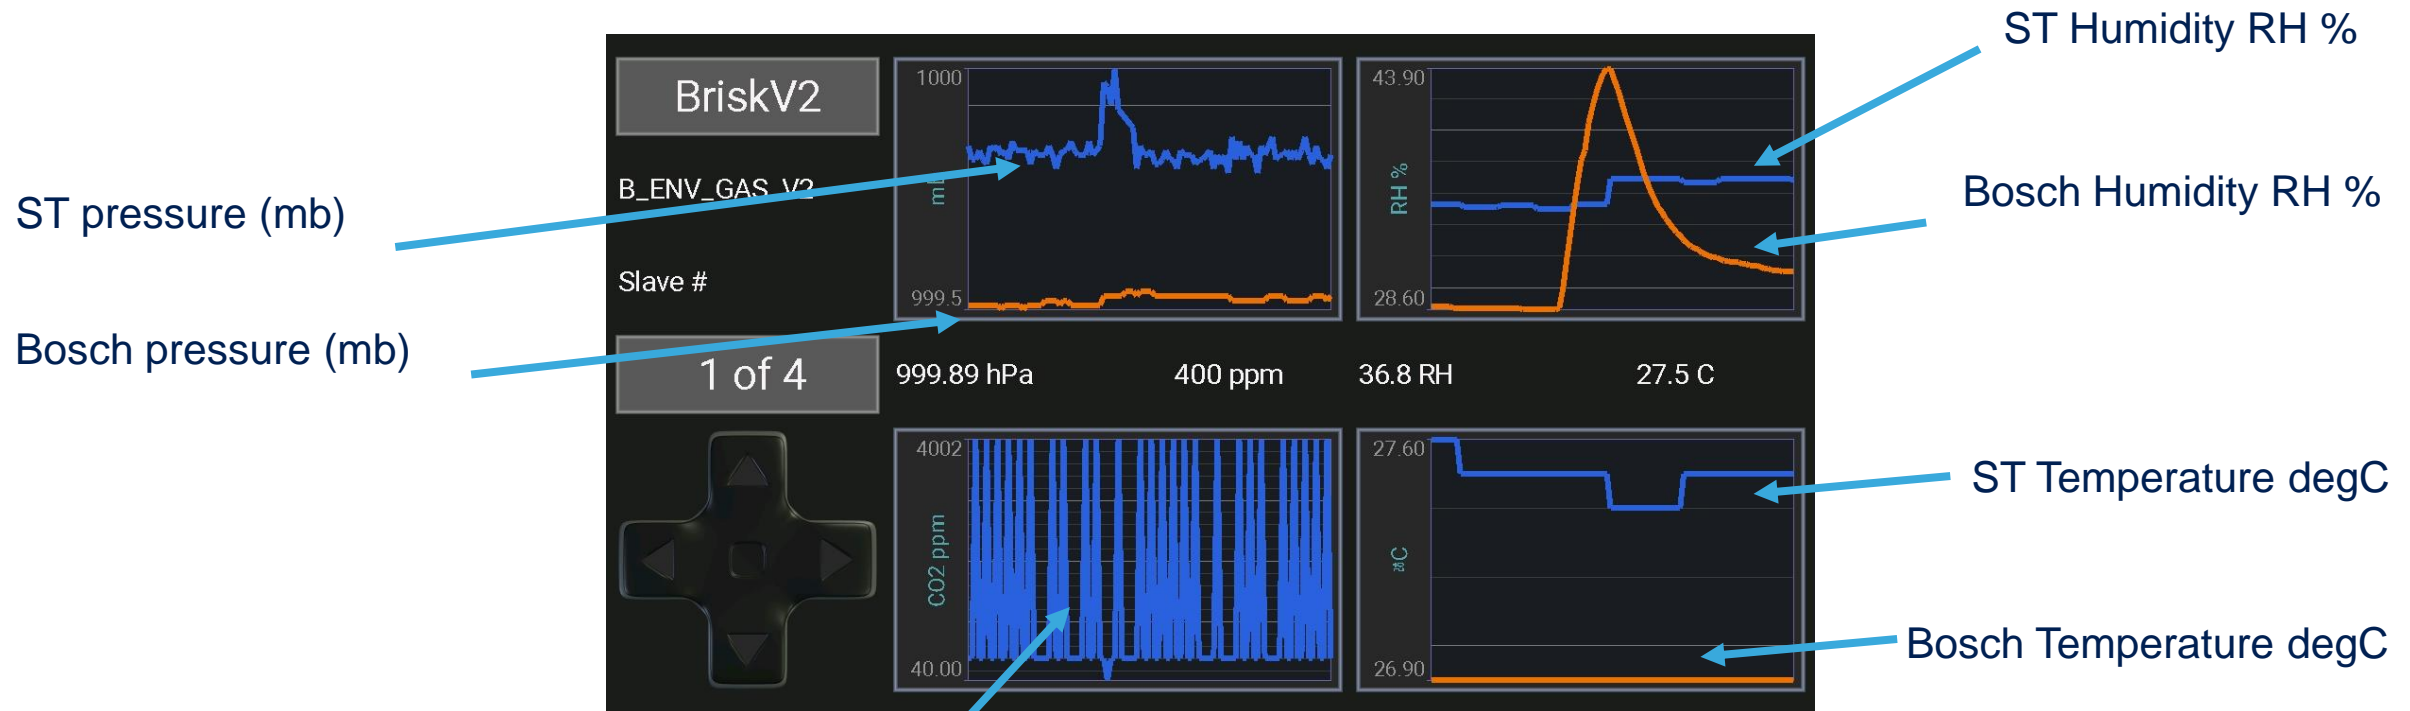 ST Humidity RH %
BriskV2
1000
43.90
B_ENV_GAS_V2
RH %
Bosch Humidity RH %
ST pressure (mb)
Slave #
999.5
28.60
Bosch pressure (mb)
1 of 4
999.89 hPa
400 ppm
36.8 RH
27.5 C
4002
27.60
ST Temperature degC
CO2 ppm
40.00
26.90
Bosch Temperature degC